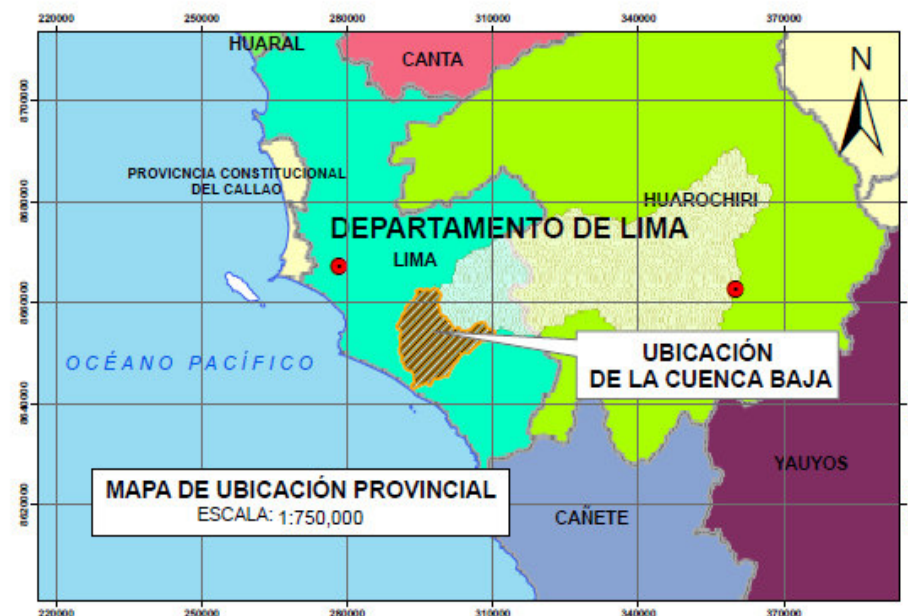 220000 250000 280000 310000 340000 370000
HUARAL
CANTA
N
8700000
PROVICNCIA CONSTITUCIONAL
DEL CALLAO
8680000
HUAROCHIRI
DEPARTAMENTO DE LIMA
LIMA
8660000
OCÉANO PACÍFICO
UBICACIÓN
DE LA CUENCA BAJA
8640000
YAUYOS
MAPA DE UBICACIÓN PROVINCIAL
ESCALA: 1:750,000
8620000
CAÑETE
220000 250000 280000 310000 340000 370000